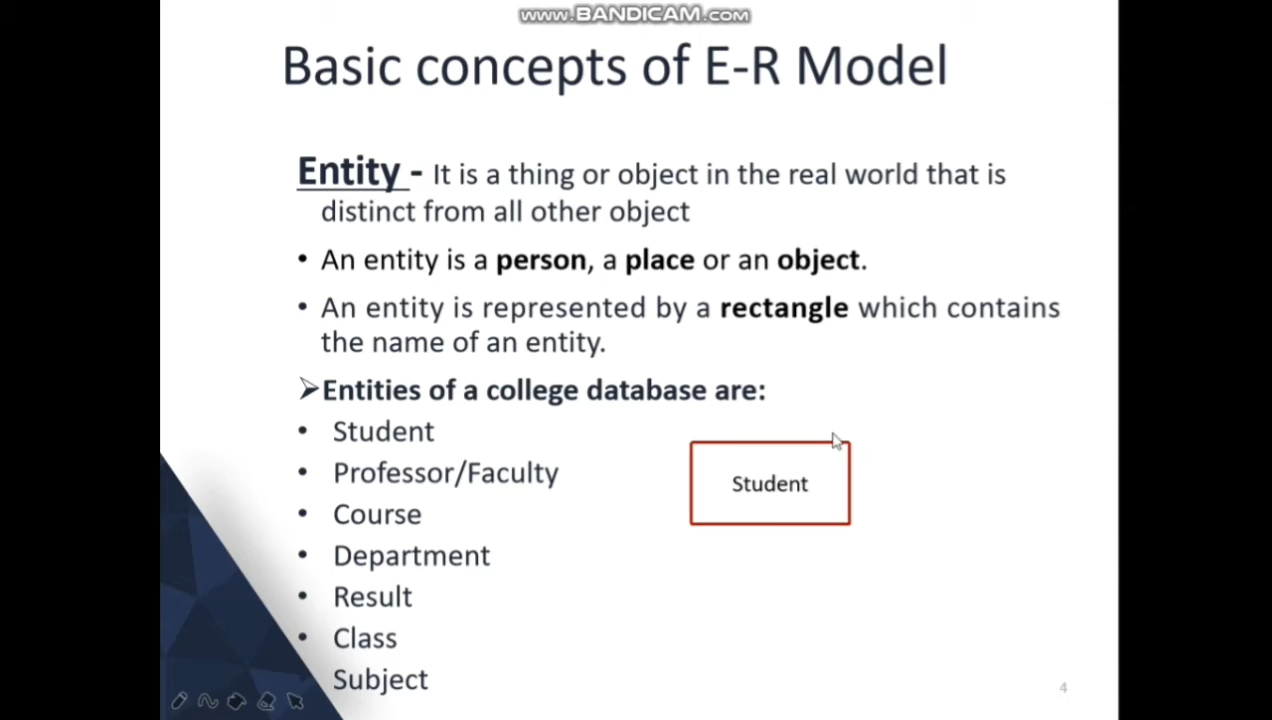 www.BANDICAM.com
Basic concepts of E-R Model
Entity - It is a thing or object in the real world that is
distinct from all other object
• An entity is a person, a place or an object.
• An entity is represented by a rectangle which contains
the name of an entity.
➢Entities of a college database are:
• Student
• Professor/Faculty
Student
• Course
• Department
• Result
• Class
Subject
4